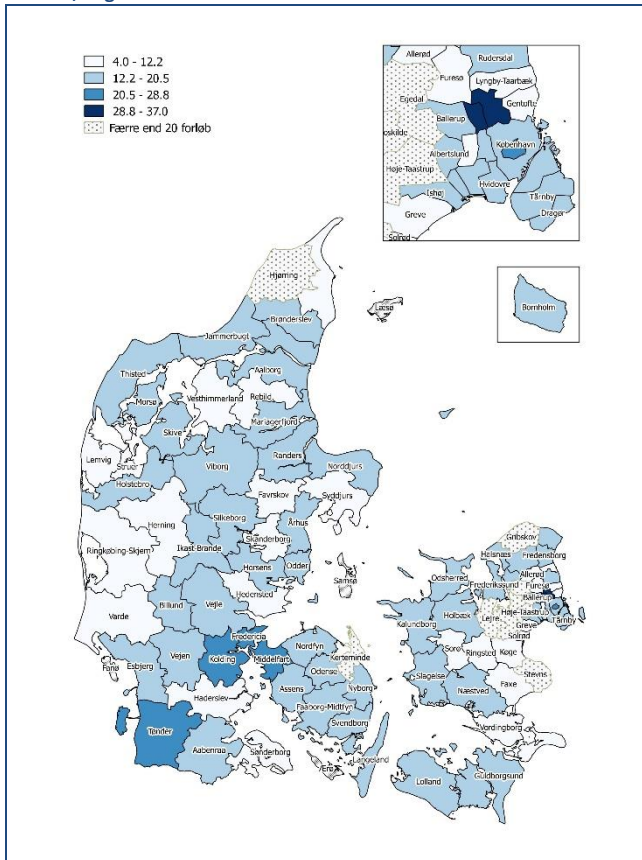 4.0 - 12.2
12.2 - 20.5
20.5 - 28.8
28.8 - 37.0
Færre end 20 forløb
Allerød
Rudersdal
Furesø
Lyngby-Taarbæk
Egedal
Gentofte
Ballerup
oskilde
København
Albertslund
Høje-Taastrup
Ishøj
Hvidovre
Tårnby
Greve
Dragør
Solrød
Hjørring
Bornholm
Læsø
Brønderslev
Jammerbugt
Thisted
Aalborg
Morsø
Vesthimmerland
Rebild
Mariagerfjord
Skive
Lemvig
Struer
Viborg
Randers
Norddjurs
Holstebro
Favrskov
Syddjurs
Herning
Silkeborg
Århus
Skanderborg
Ringkøbing-Skjern
Ikast-Brande
Horsens
Odder
Samsø
Hedensted
Gribskov
Halsnæs
Fredensborg
Odsherred
Frederikssund
Allerød
Furesø
Ballerup
Varde
Billund
Vejle
Kalundborg
Holbæk
Lejre
Høje-Taastrup
Tårnby
Greve
Solrød
Fredericia
Nordfyn
Kerteminde
Fanø
Esbjerg
Vejen
Kolding
Middelfart
Odense
Sorø
Ringsted
Køge
Stevns
Haderslev
Assens
Nyborg
Slagelse
Næstved
Faxe
Faaborg-Midtfyn
Svendborg
Vordingborg
Tønder
Aabenraa
Sønderborg
Ærø
Langeland
Lolland
Guldborgsund